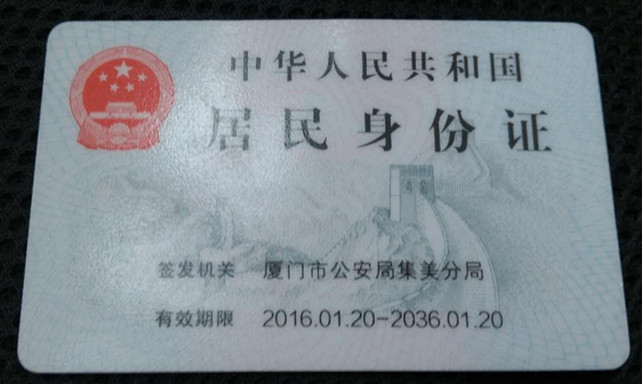 中华人民共和国
居民身份证
签发机关 厦门市公安局集美分局
有效期限 2016.01.20-2036.01.20